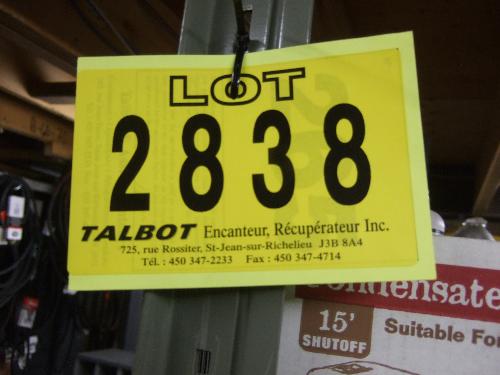 LOT
2838
TALBOT Encanteur, Récupérateur Inc.
725, rue Rossiter, St-Jean-sur-Richelieu J3B 8A4
Tél. : 450 347-2233 Fax : 450 347-4714
Condensate
15'
SHUTOFF
Suitable For